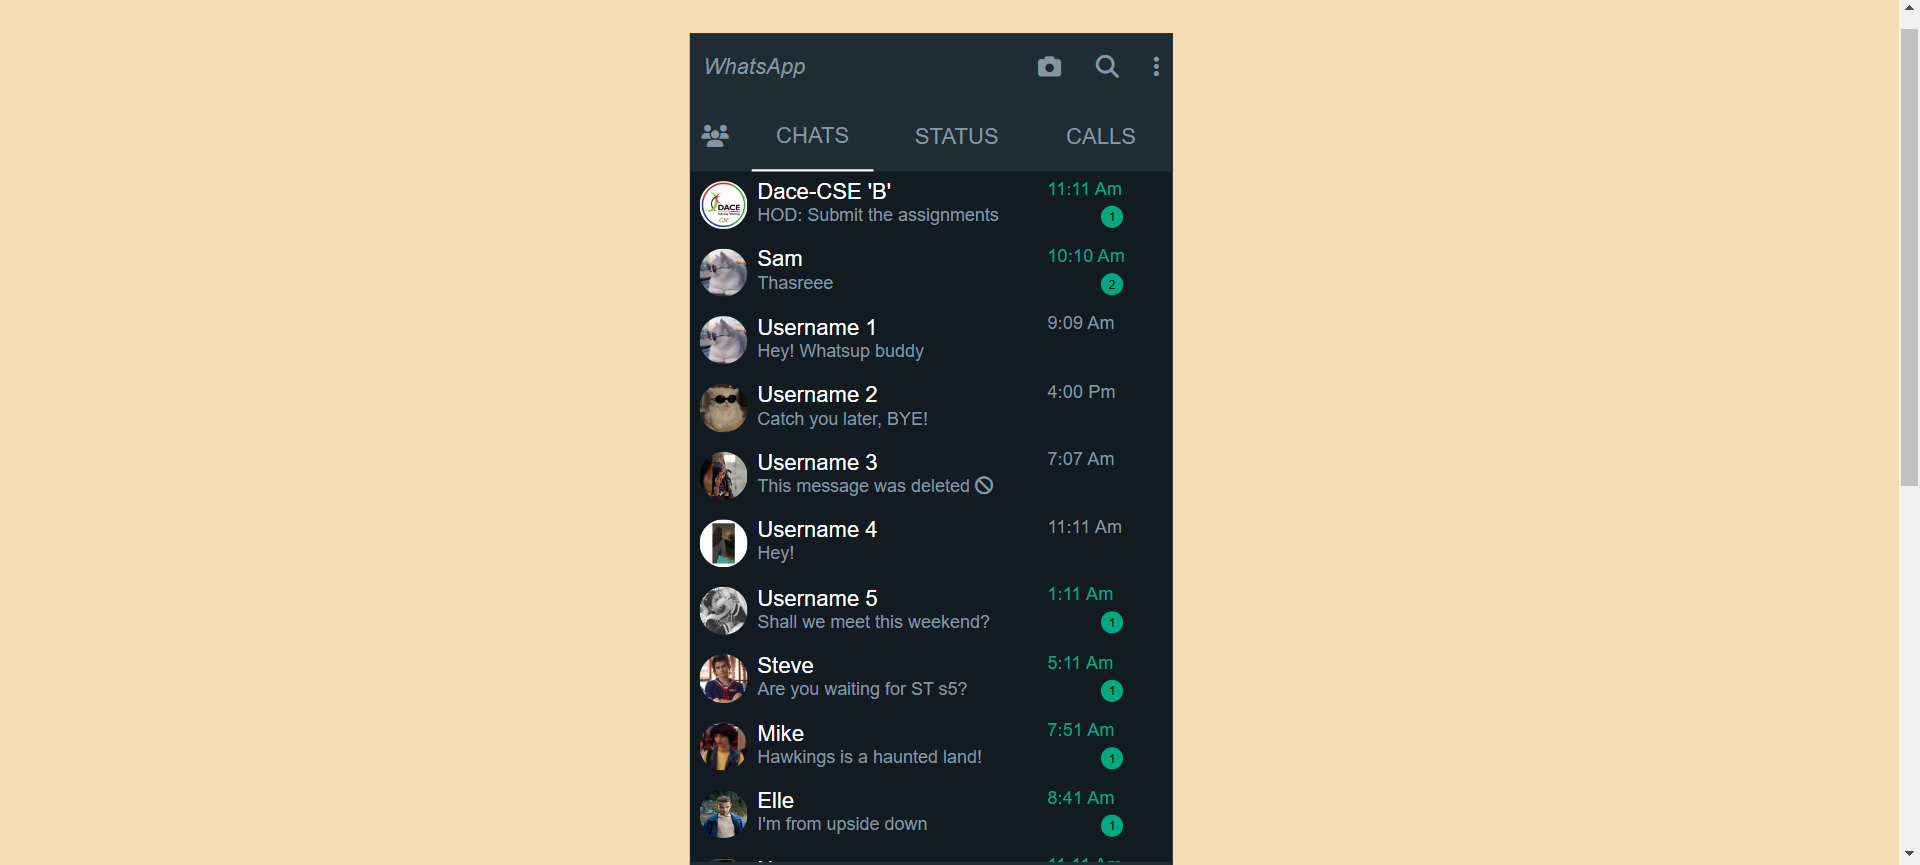 WhatsApp
CHATS STATUS CALLS
Dace-CSE 'B' 11:11 Am
HOD: Submit the assignments 1
DACE
CSE
Sam 10:10 Am
Thasreee 2
Username 1 9:09 Am
Hey! Whatsup buddy
Username 2 4:00 Pm
Catch you later, BYE!
Username 3 7:07 Am
This message was deleted
Username 4 11:11 Am
Hey!
Username 5 1:11 Am
Shall we meet this weekend? 1
Steve 5:11 Am
Are you waiting for ST s5? 1
Mike 7:51 Am
Hawkings is a haunted land! 1
Elle 8:41 Am
I'm from upside down 1